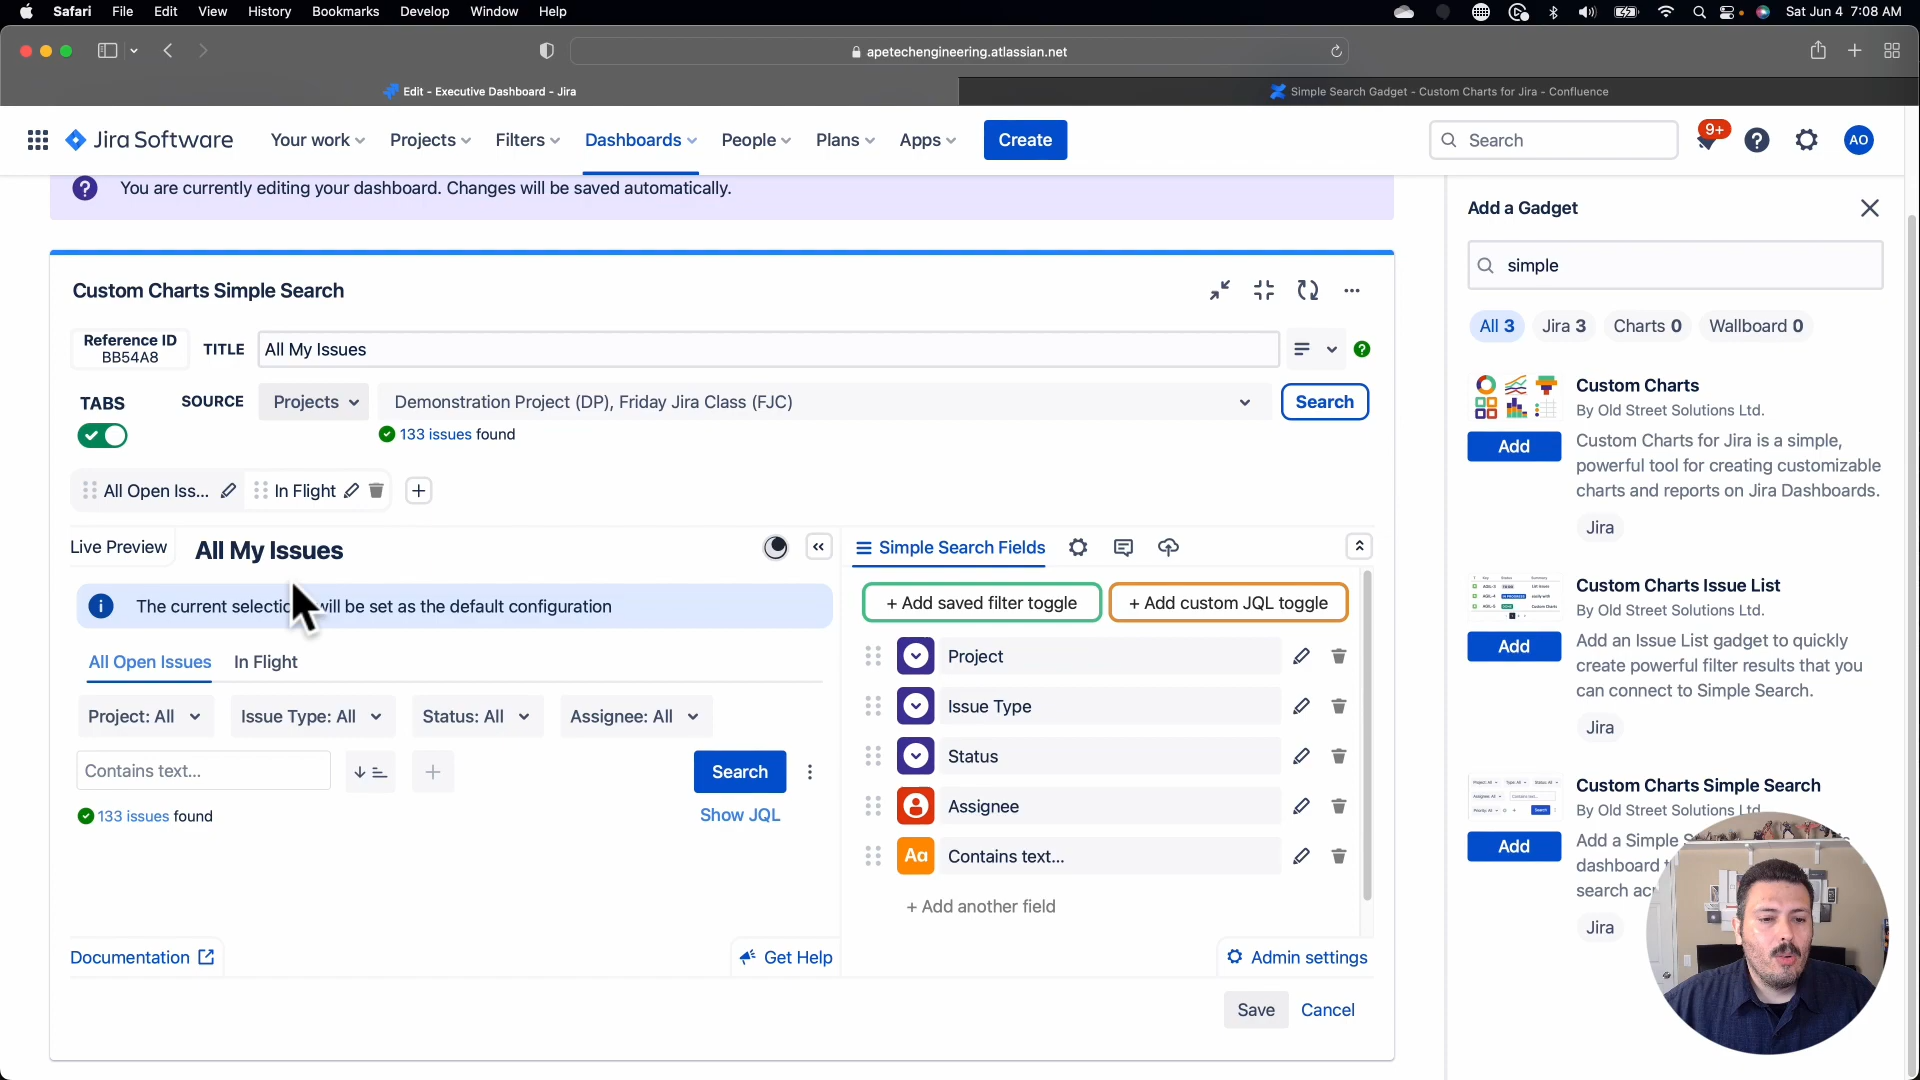 Safari File Edit View History Bookmarks Develop Window Help
Sat Jun 4 7:08 AM
apetechengineering.atlassian.net
Edit - Executive Dashboard - Jira
Simple Search Gadget - Custom Charts for Jira - Confluence
Jira Software Your work Projects Filters Dashboards People Plans Apps Create
Search
9+
AO
You are currently editing your dashboard. Changes will be saved automatically.
Custom Charts Simple Search
Reference ID
BB54A8
TITLE
All My Issues
TABS
SOURCE Projects Demonstration Project (DP), Friday Jira Class (FJC) Search
133 issues found
All Open Iss... In Flight
Live Preview
All My Issues
The current selectio will be set as the default configuration
All Open Issues In Flight
Project: All Issue Type: All Status: All Assignee: All
Contains text...
Search
133 issues found
Show JQL
Documentation
Get Help
Simple Search Fields
+ Add saved filter toggle
+ Add custom JQL toggle
Project
Issue Type
Status
Assignee
Aa Contains text...
+ Add another field
Admin settings
Save Cancel
Add a Gadget
simple
All 3 Jira 3 Charts 0 Wallboard 0
Custom Charts
By Old Street Solutions Ltd.
Add
Custom Charts for Jira is a simple,
powerful tool for creating customizable
charts and reports on Jira Dashboards.
Jira
Custom Charts Issue List
By Old Street Solutions Ltd.
Add
Add an Issue List gadget to quickly
create powerful filter results that you
can connect to Simple Search.
Jira
Custom Charts Simple Search
By Old Street Solutions Ltd
Add
Add a Simple
dashboard
search
Jira